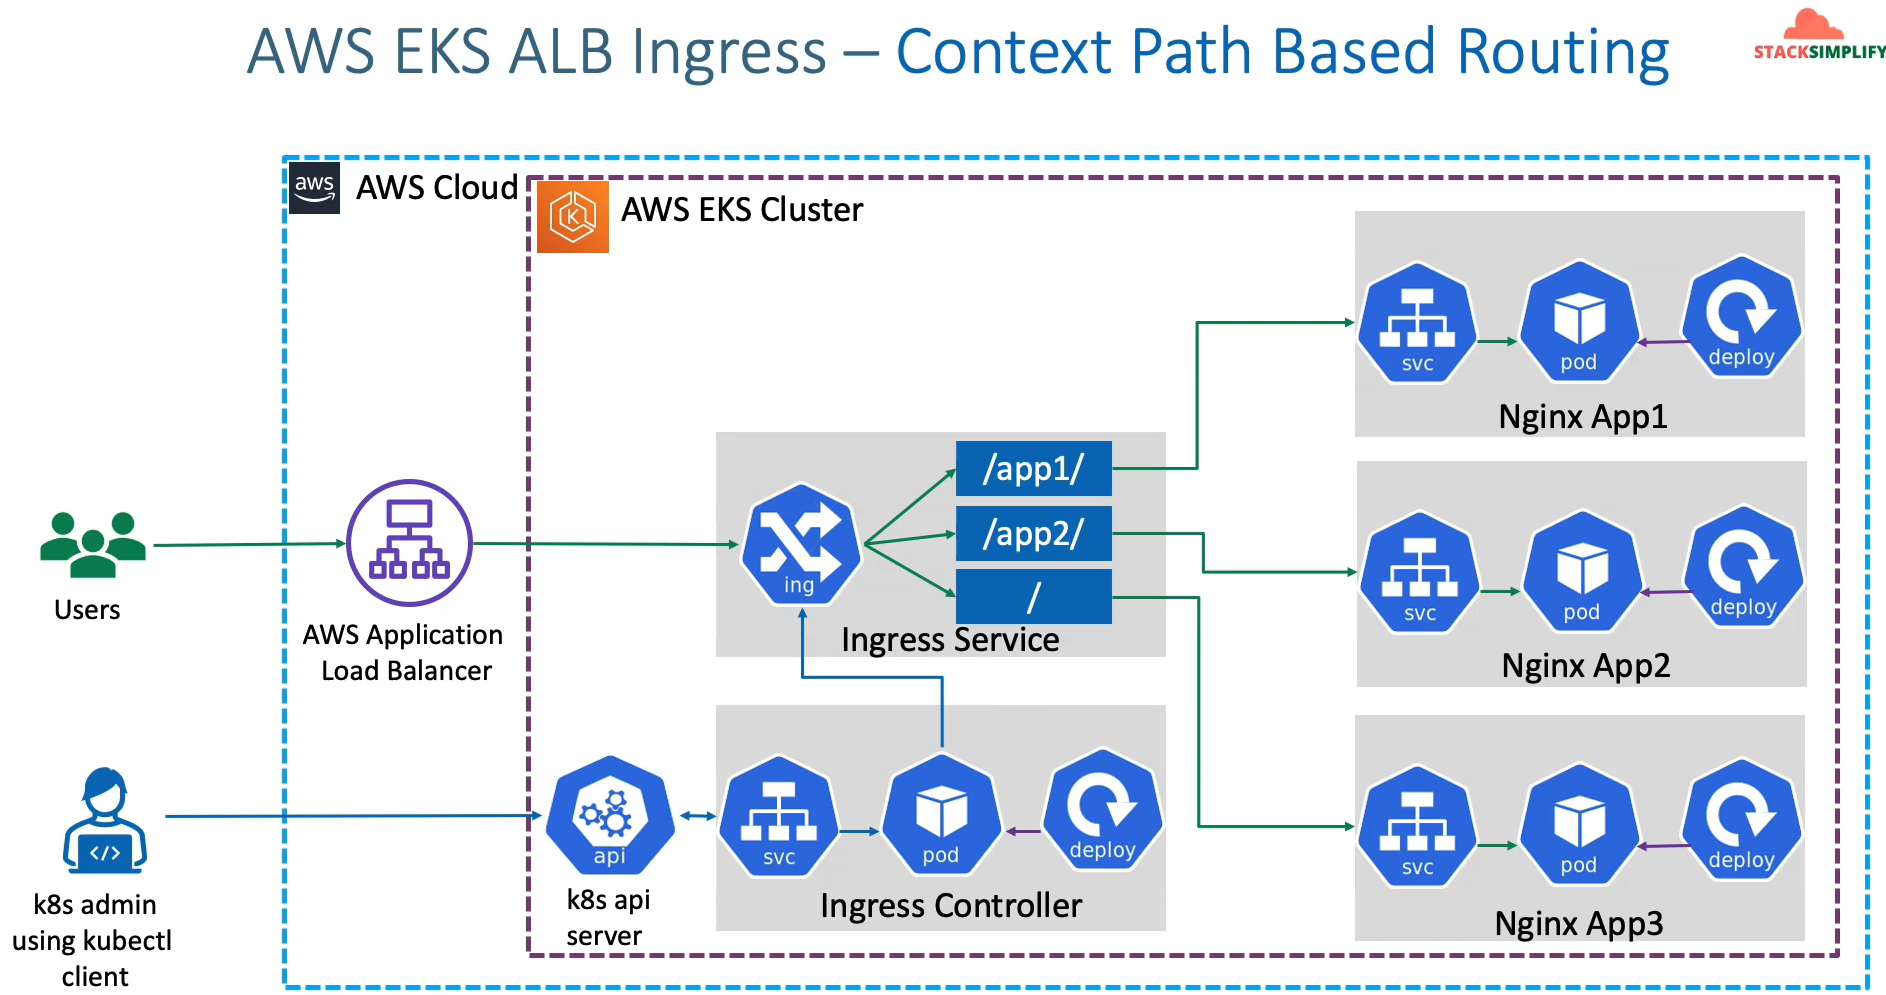 AWS EKS ALB Ingress – Context Path Based Routing
STACKSIMPLIFY
aws
AWS Cloud
K
AWS EKS Cluster
svc
pod
deploy
Nginx App1
/app1/
/app2/
/
ing
Ingress Service
svc
pod
deploy
Nginx App2
Users
AWS Application
Load Balancer
</>
k8s admin
using kubectl
client
api
k8s api
server
svc
pod
deploy
Ingress Controller
svc
pod
deploy
Nginx App3